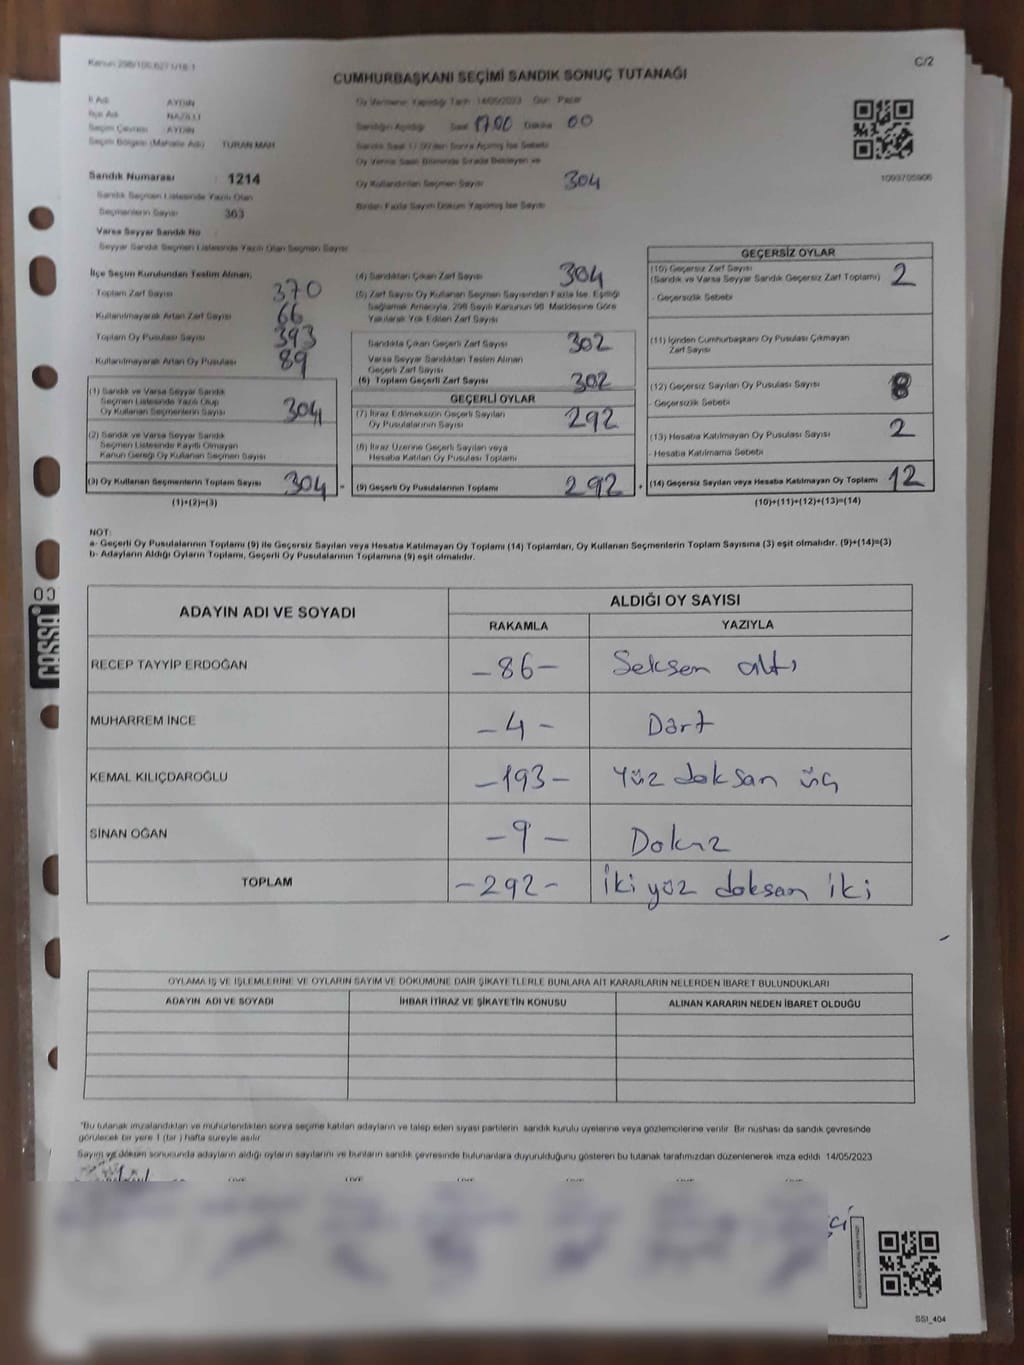 Kanun 298/100,6271/18-1
C/2
CUMHURBAŞKANI SEÇİMİ SANDIK SONUÇ TUTANAĞI
İl Adı AYDIN
İlçe Adı NAZİLLİ
Seçim Çevresi AYDIN
Seçim Bölgesi (Mahalle Adı) TURAN MAH
Sandık Numarası : 1214
Sandık Seçmen Listesinde Yazılı Olan
Seçmenlerin Sayısı 363
Varsa Seyyar Sandık No
Seyyar Sandık Seçmen Listesinde Yazılı Olan Seçmen Sayısı
Oy Vermenin Yapıldığı Tarih : 14/05/2023 Gün : Pazar
Sandığın Açıldığı Saat 17.00 Dakika 00
Sandık Saat 17.00'den Sonra Açılmış İse Sebebi
Oy Verme Saati Bitiminde Sırada Bekleyen ve
Oy Kullandırılan Seçmen Sayısı 304
Birden Fazla Sayım Döküm Yapılmış İse Sayısı
1093705906
İlçe Seçim Kurulundan Teslim Alınan;
- Toplam Zarf Sayısı 370
- Kullanılmayarak Artan Zarf Sayısı 66
Toplam Oy Pusulası Sayısı 393
- Kullanılmayarak Artan Oy Pusulası 89
(1) Sandık ve Varsa Seyyar Sandık
Seçmen Listesinde Yazılı Olup
Oy Kullanan Seçmenlerin Sayısı 304
(2) Sandık ve Varsa Seyyar Sandık
Seçmen Listesinde Kayıtlı Olmayan
Kanun Gereği Oy Kullanan Seçmen Sayısı
(3) Oy Kullanan Seçmenlerin Toplam Sayısı 304 =
(1)+(2)=(3)
(4) Sandıktan Çıkan Zarf Sayısı 304
(5) Zarf Sayısı Oy Kullanan Seçmen Sayısından Fazla İse, Eşitliği
Sağlamak Amacıyla, 298 Sayılı Kanunun 98. Maddesine Göre
Yakılarak Yok Edilen Zarf Sayısı
Sandıkta Çıkan Geçerli Zarf Sayısı 302
Varsa Seyyar Sandıktan Teslim Alınan
Geçerli Zarf Sayısı
(6) Toplam Geçerli Zarf Sayısı 302
GEÇERLİ OYLAR
(7) İtiraz Edilmeksizin Geçerli Sayılan
Oy Pusulalarının Sayısı 292
(8) İtiraz Üzerine Geçerli Sayılan veya
Hesaba Katılan Oy Pusulası Toplamı
(9) Geçerli Oy Pusulalarının Toplamı 292 +
GEÇERSİZ OYLAR
(10) Geçersiz Zarf Sayısı
(Sandık ve Varsa Seyyar Sandık Geçersiz Zarf Toplamı) 2
- Geçersizlik Sebebi
(11) İçinden Cumhurbaşkanı Oy Pusulası Çıkmayan
Zarf Sayısı
(12) Geçersiz Sayılan Oy Pusulası Sayısı 8
- Geçersizlik Sebebi
(13) Hesaba Katılmayan Oy Pusulası Sayısı 2
- Hesaba Katılmama Sebebi
(14) Geçersiz Sayılan veya Hesaba Katılmayan Oy Toplamı 12
(10)+(11)+(12)+(13)=(14)
NOT:
a- Geçerli Oy Pusulalarının Toplamı (9) ile Geçersiz Sayılan veya Hesaba Katılmayan Oy Toplamı (14) Toplamları, Oy Kullanan Seçmenlerin Toplam Sayısına (3) eşit olmalıdır. (9)+(14)=(3)
b- Adayların Aldığı Oyların Toplamı, Geçerli Oy Pusulalarının Toplamına (9) eşit olmalıdır.
ADAYIN ADI VE SOYADI ALDIĞI OY SAYISI
RAKAMLA YAZIYLA
RECEP TAYYİP ERDOĞAN -86- Seksen altı
MUHARREM İNCE -4- Dört
KEMAL KILIÇDAROĞLU -193- Yüz doksan üç
SİNAN OĞAN -9- Dokuz
TOPLAM -292- İki yüz doksan iki
OYLAMA İŞ VE İŞLEMLERİNE VE OYLARIN SAYIM VE DÖKÜMÜNE DAİR ŞİKAYETLERLE BUNLARA AİT KARARLARIN NELERDEN İBARET BULUNDUKLARI
ADAYIN ADI VE SOYADI İHBAR İTİRAZ VE ŞİKAYETİN KONUSU ALINAN KARARIN NEDEN İBARET OLDUĞU
"Bu tutanak imzalandıktan ve mühürlendikten sonra seçime katılan adayların ve talep eden siyasi partilerin sandık kurulu üyelerine veya gözlemcilerine verilir. Bir nüshası da sandık çevresinde
görülecek bir yere 1 (bir) hafta süreyle asılır.
Sayım ve döküm sonucunda adayların aldığı oyların sayılarını ve bunların sandık çevresinde bulunanlara duyurulduğunu gösteren bu tutanak tarafımızdan düzenlenerek imza edildi 14/05/2023
SSI_404
cassa